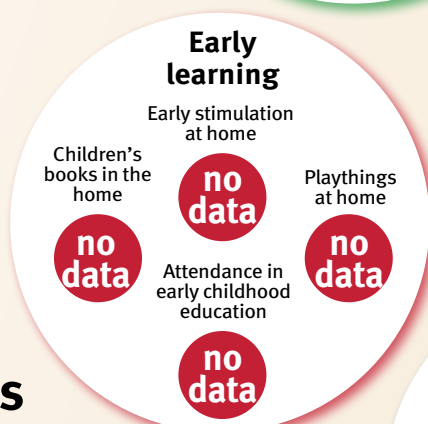 Early
learning
Early stimulation
at home
no
data
Children’s
books in the
home
no
data
Playthings
at home
no
data
Attendance in
early childhood
education
no
data
s